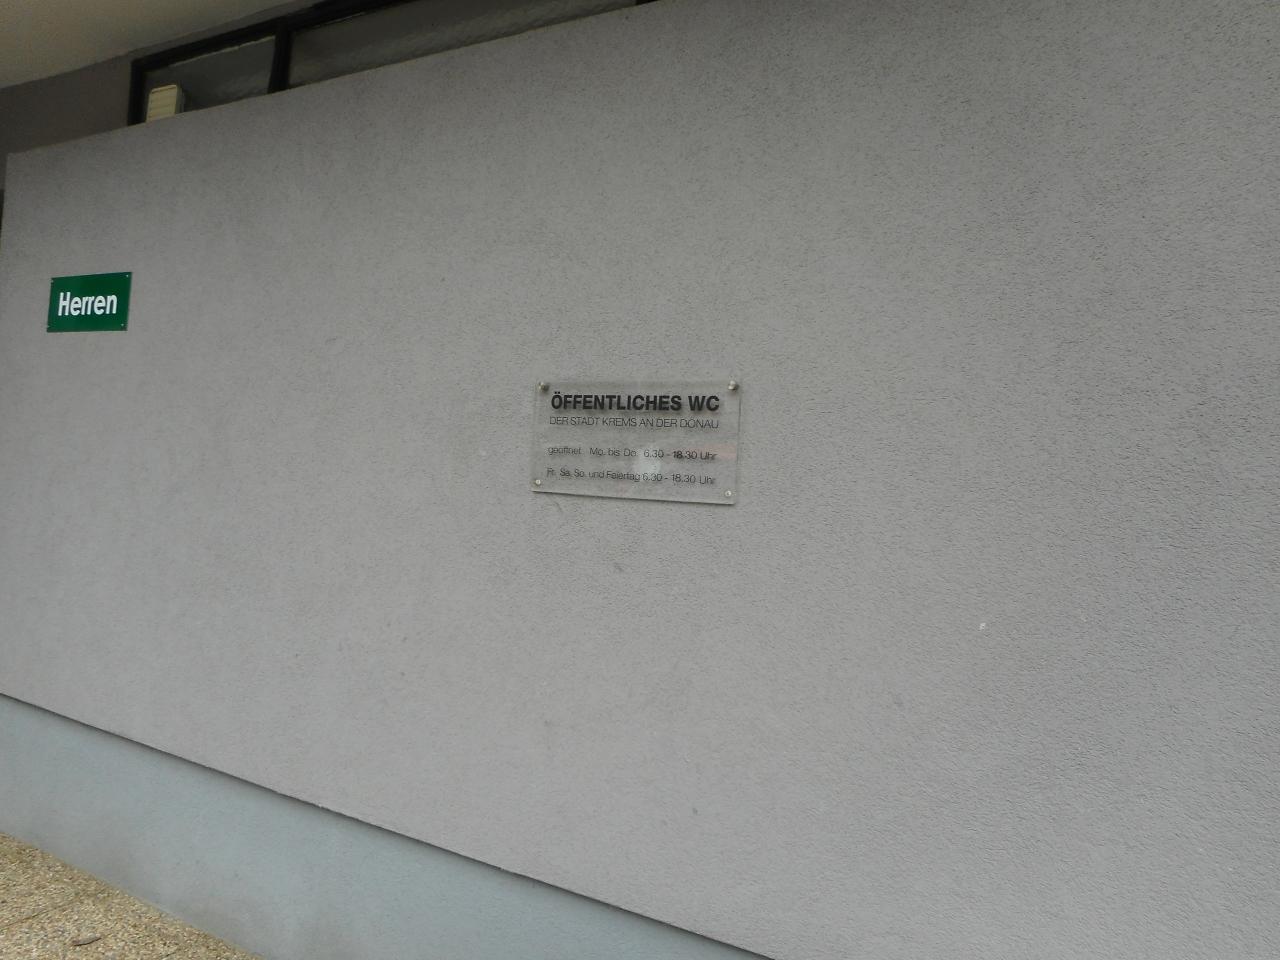 Herren
ÖFFENTLICHES WC
DER STADT KREMS AN DER DONAU
geöffnet Mo. bis Do. 6.30 - 18.30 Uhr
Fr. Sa. So. und Feiertag 6.30 - 18.30 Uhr